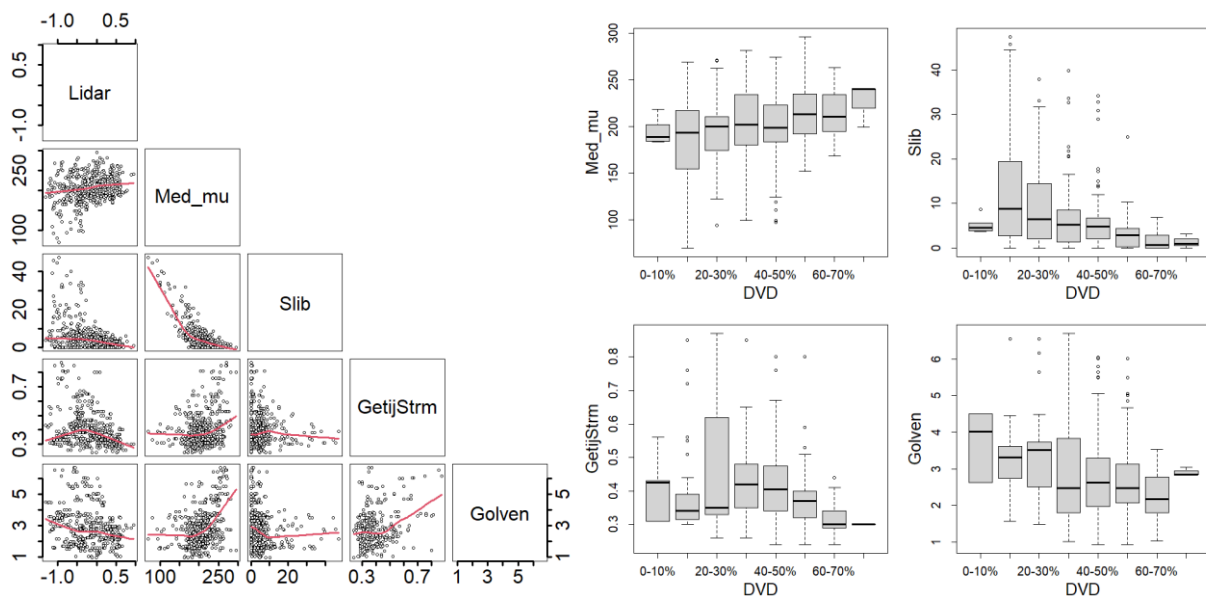 -1.0 0.5
-1.0 0.5
Lidar
100 250
Med_mu
0 20 40
Slib
0.3 0.7
GetijStrm
1 3 5
Golven
1 3 5
-1.0 0.5
100 250
0 20
0.3 0.7
1 3 5
Med_mu
100 150 200 250 300
0-10% 20-30% 40-50% 60-70%
DVD
Slib
0 10 20 30 40
0-10% 20-30% 40-50% 60-70%
DVD
GetijStrm
0.3 0.4 0.5 0.6 0.7 0.8
0-10% 20-30% 40-50% 60-70%
DVD
Golven
1 2 3 4 5 6
0-10% 20-30% 40-50% 60-70%
DVD